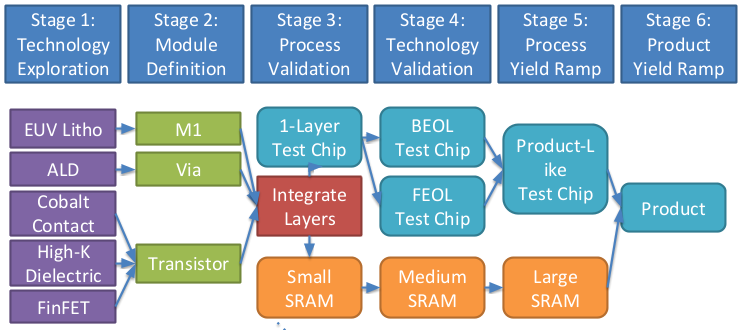 Stage 1:
Technology
Exploration
Stage 2:
Module
Definition
Stage 3:
Process
Validation
Stage 4:
Technology
Validation
Stage 5:
Process
Yield Ramp
Stage 6:
Product
Yield Ramp
EUV Litho
ALD
Cobalt
Contact
High-K
Dielectric
FinFET
M1
Via
Transistor
1-Layer
Test Chip
Integrate
Layers
Small
SRAM
BEOL
Test Chip
FEOL
Test Chip
Medium
SRAM
Product-L
ike
Test Chip
Large
SRAM
Product